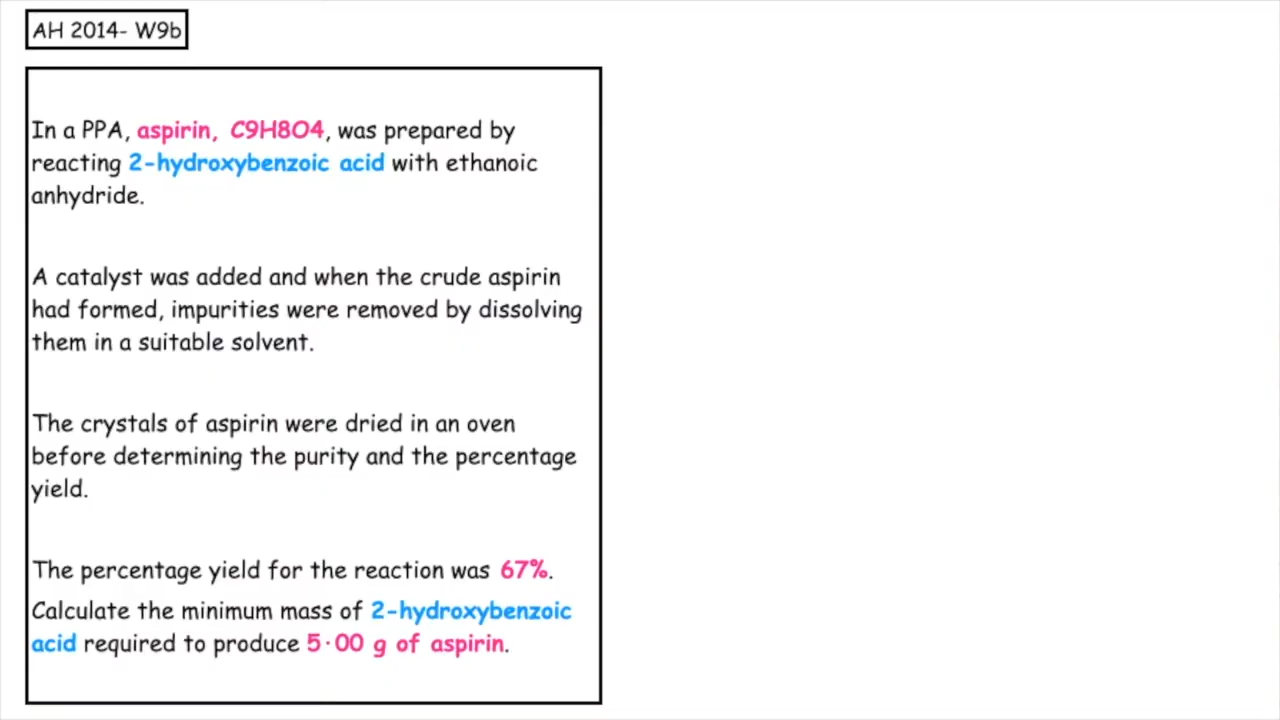 AH 2014- W9b
In a PPA, aspirin, C9H8O4, was prepared by
reacting 2-hydroxybenzoic acid with ethanoic
anhydride.
A catalyst was added and when the crude aspirin
had formed, impurities were removed by dissolving
them in a suitable solvent.
The crystals of aspirin were dried in an oven
before determining the purity and the percentage
yield.
The percentage yield for the reaction was 67%.
Calculate the minimum mass of 2-hydroxybenzoic
acid required to produce 5·00 g of aspirin.